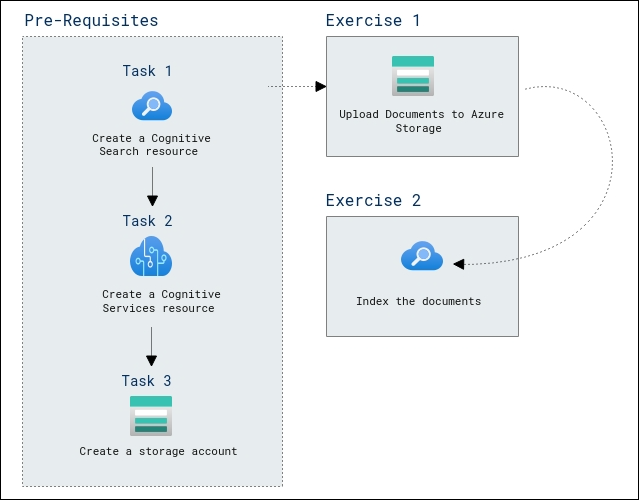 Pre-Requisites
Task 1
Create a Cognitive
Search resource
Task 2
Create a Cognitive
Services resource
Task 3
Create a storage account
Exercise 1
Upload Documents to Azure
Storage
Exercise 2
Index the documents